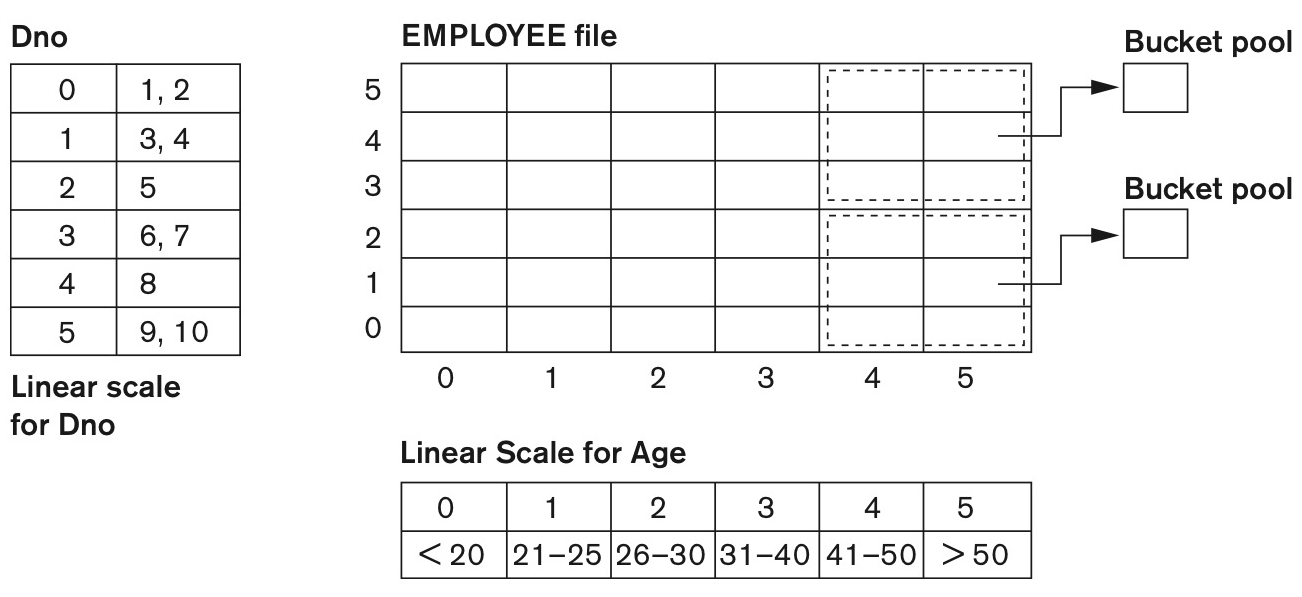 Dno
0 1, 2
1 3, 4
2 5
3 6, 7
4 8
5 9, 10
Linear scale
for Dno
EMPLOYEE file
5
4
3
2
1
0
0 1 2 3 4 5
Bucket pool
Bucket pool
Linear Scale for Age
0 1 2 3 4 5
< 20 21–25 26–30 31–40 41–50 > 50